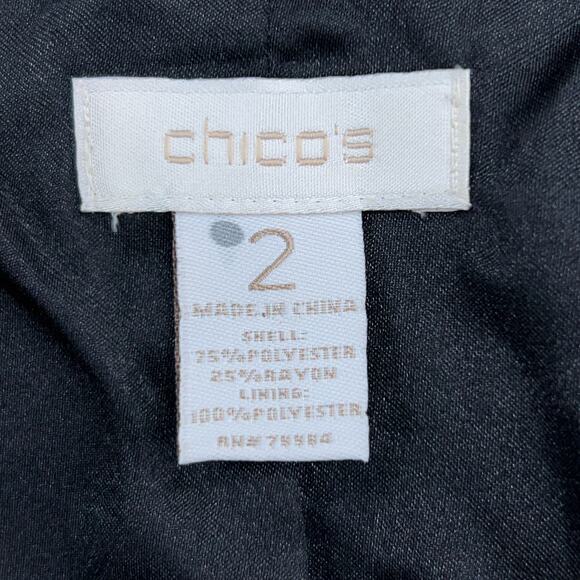 chico's
2
MADE IN CHINA
SHELL:
75%POLYESTER
25%RAYON
LINING:
100%POLYESTER
RN# 79984